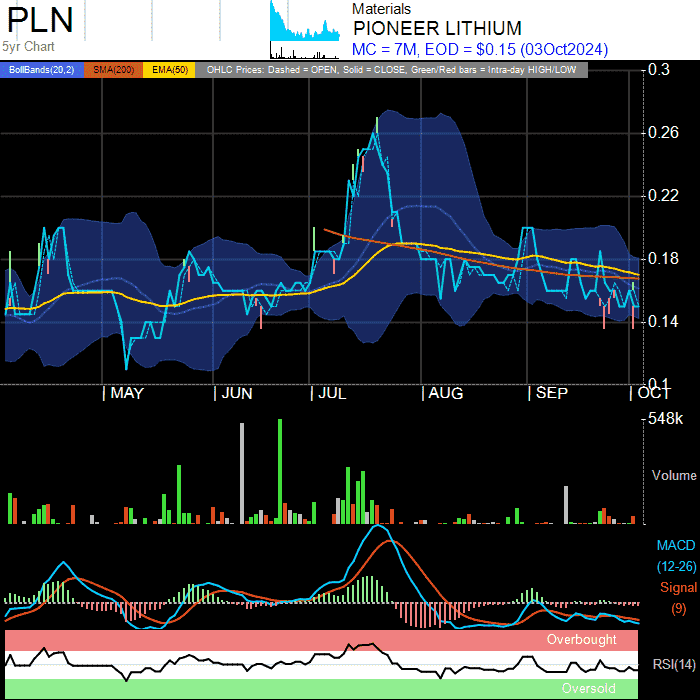 PLN
5yr Chart
Materials
PIONEER LITHIUM
MC = 7M, EOD = $0.15 (03Oct2024)
BollBands(20,2) SMA(200) EMA(50) OHLC Prices: Dashed = OPEN, Solid = CLOSE, Green/Red bars = Intra-day HIGH/LOW
0.3
0.26
0.22
0.18
0.14
0.1
MAY JUN JUL AUG SEP OCT
548k
Volume
MACD
(12-26)
Signal
(9)
Overbought
RSI(14)
Oversold